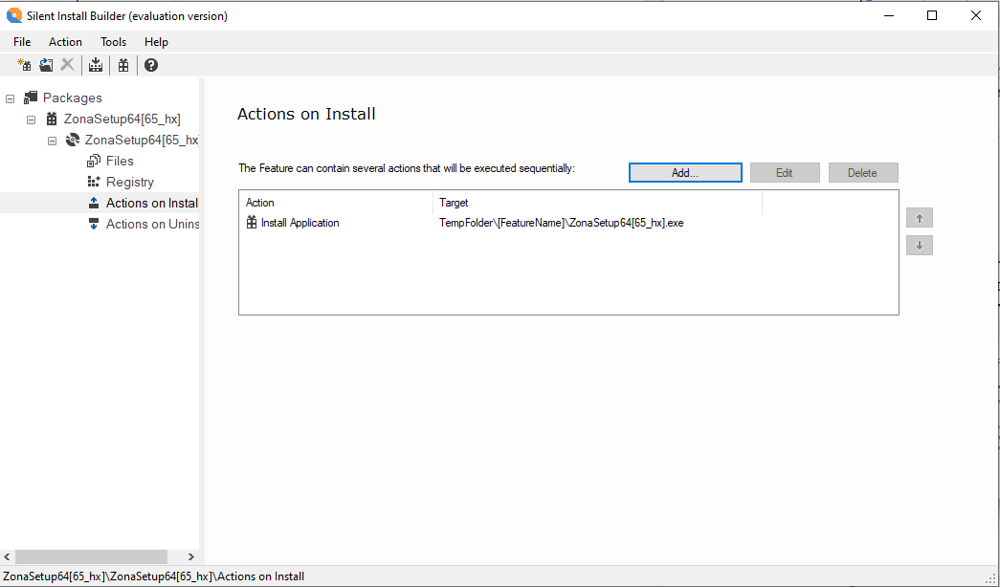 Silent Install Builder (evaluation version)
File Action Tools Help
Packages
ZonaSetup64[65_hx]
ZonaSetup64[65_hx]
Files
Registry
Actions on Instal
Actions on Unins
Actions on Install
The Feature can contain several actions that will be executed sequentially:
Add... Edit Delete
Action Target
Install Application TempFolder\[FeatureName]\ZonaSetup64[65_hx].exe
ZonaSetup64[65_hx]\ZonaSetup64[65_hx]\Actions on Install